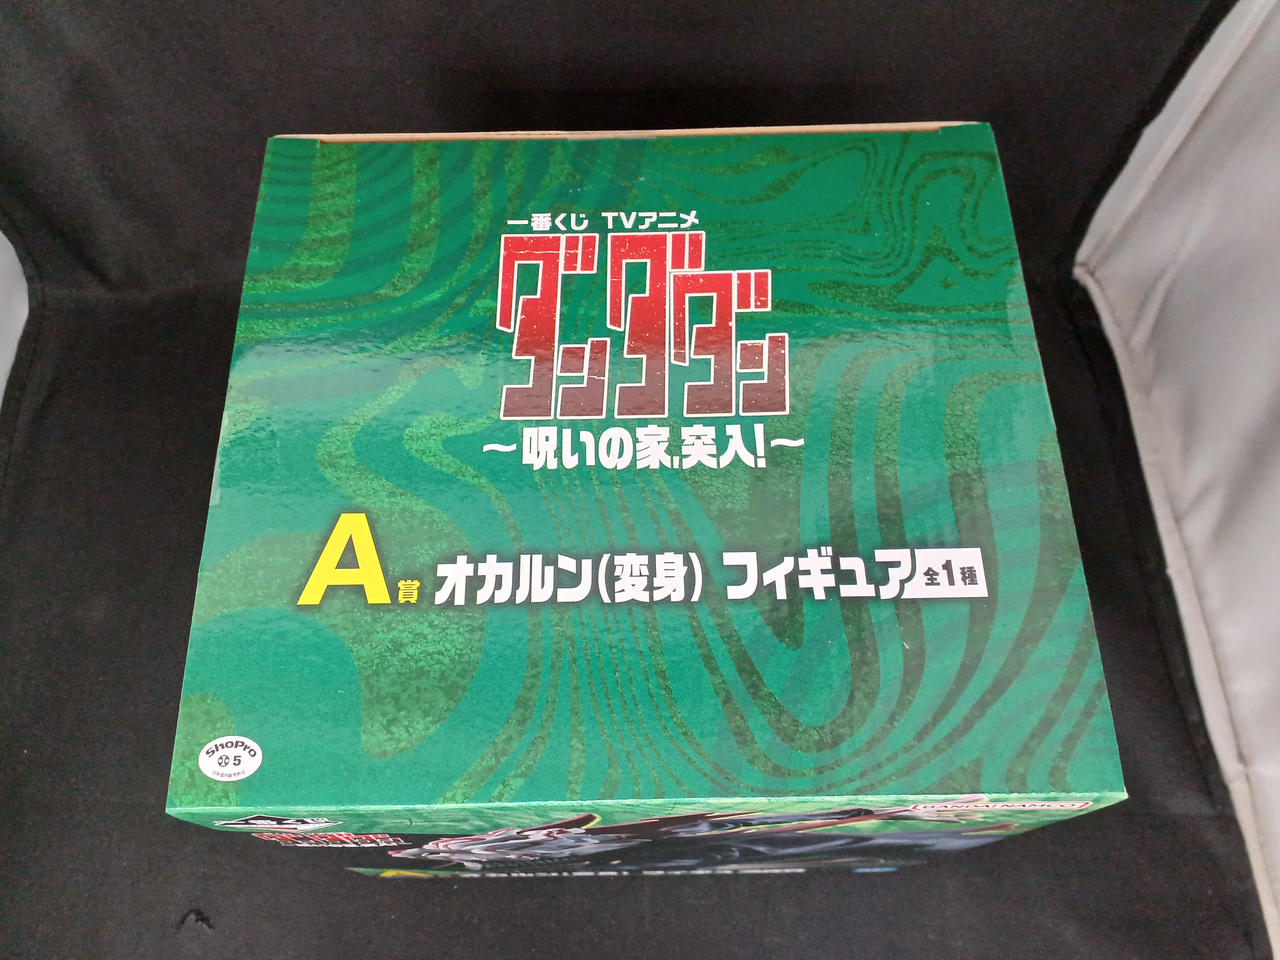 一番くじ TVアニメ
ダンダダン
～呪いの家、突入!～
A賞 オカルン(変身) フィギュア 全1種
ShoPro
5
BANDAI NAMCO